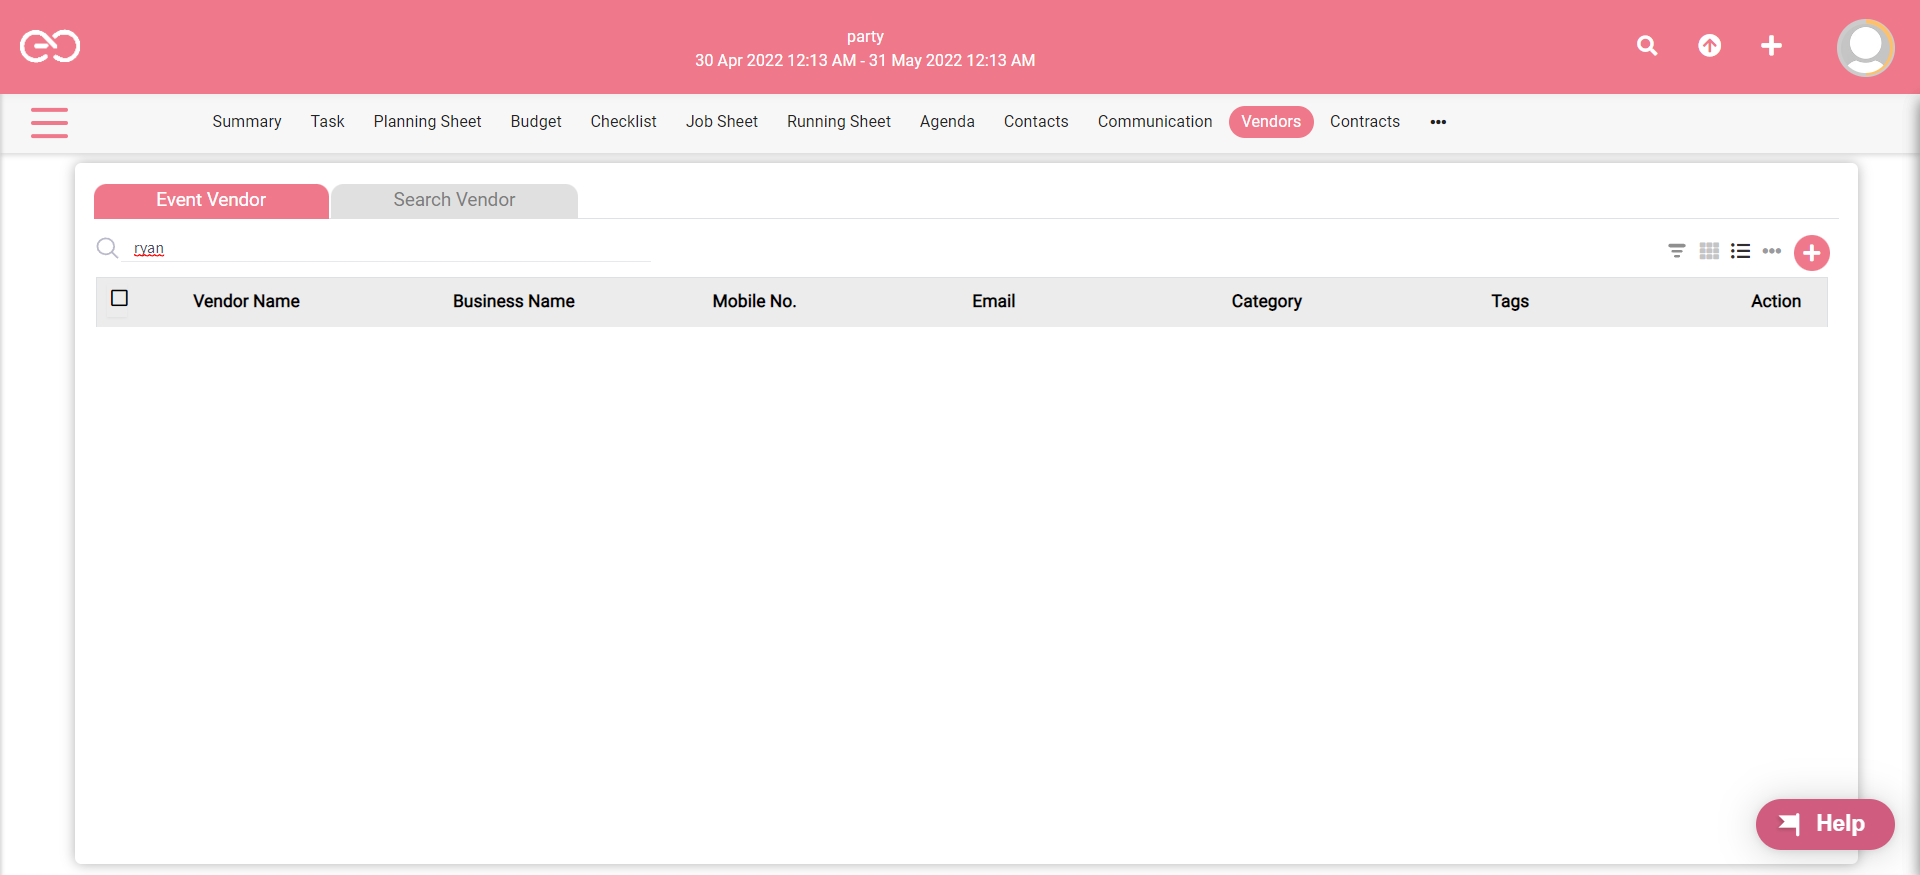 party
30 Apr 2022 12:13 AM - 31 May 2022 12:13 AM
Summary Task Planning Sheet Budget Checklist Job Sheet Running Sheet Agenda Contacts Communication Vendors Contracts
Event Vendor Search Vendor
ryan
Vendor Name Business Name Mobile No. Email Category Tags Action
Help